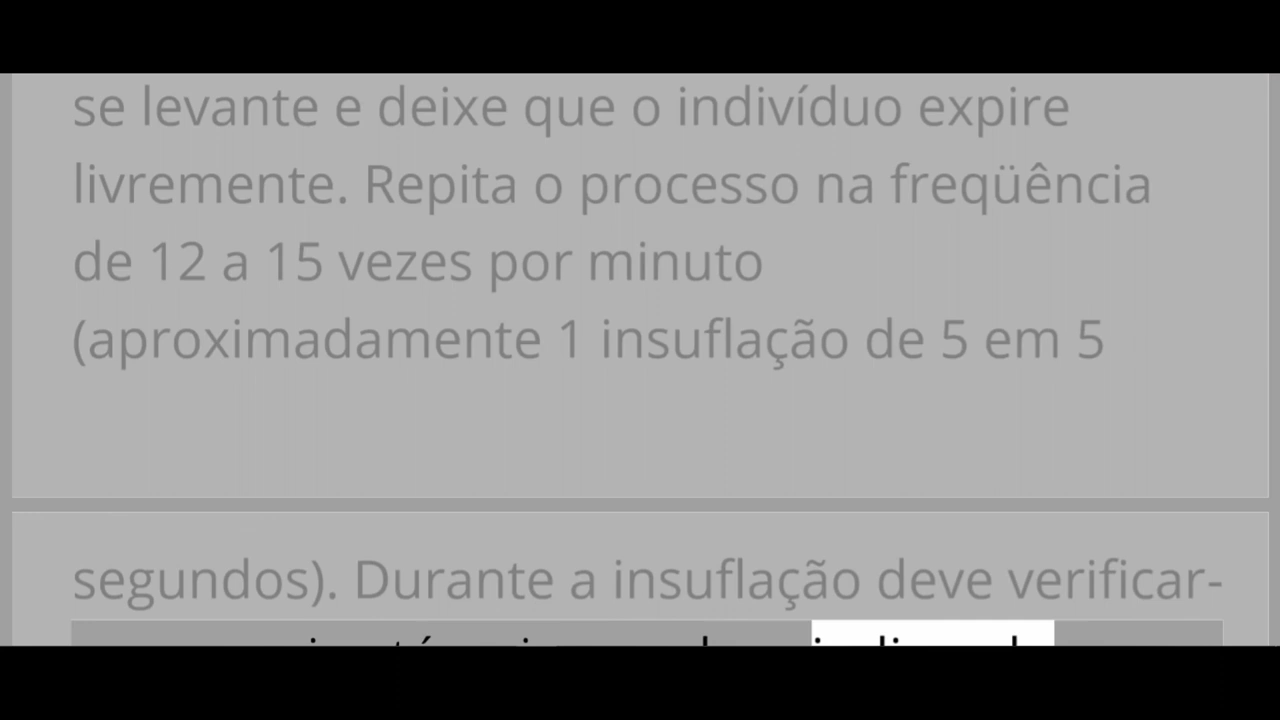 se levante e deixe que o indivíduo expire
livremente. Repita o processo na freqüência
de 12 a 15 vezes por minuto
(aproximadamente 1 insuflação de 5 em 5
segundos). Durante a insuflação deve verificar-